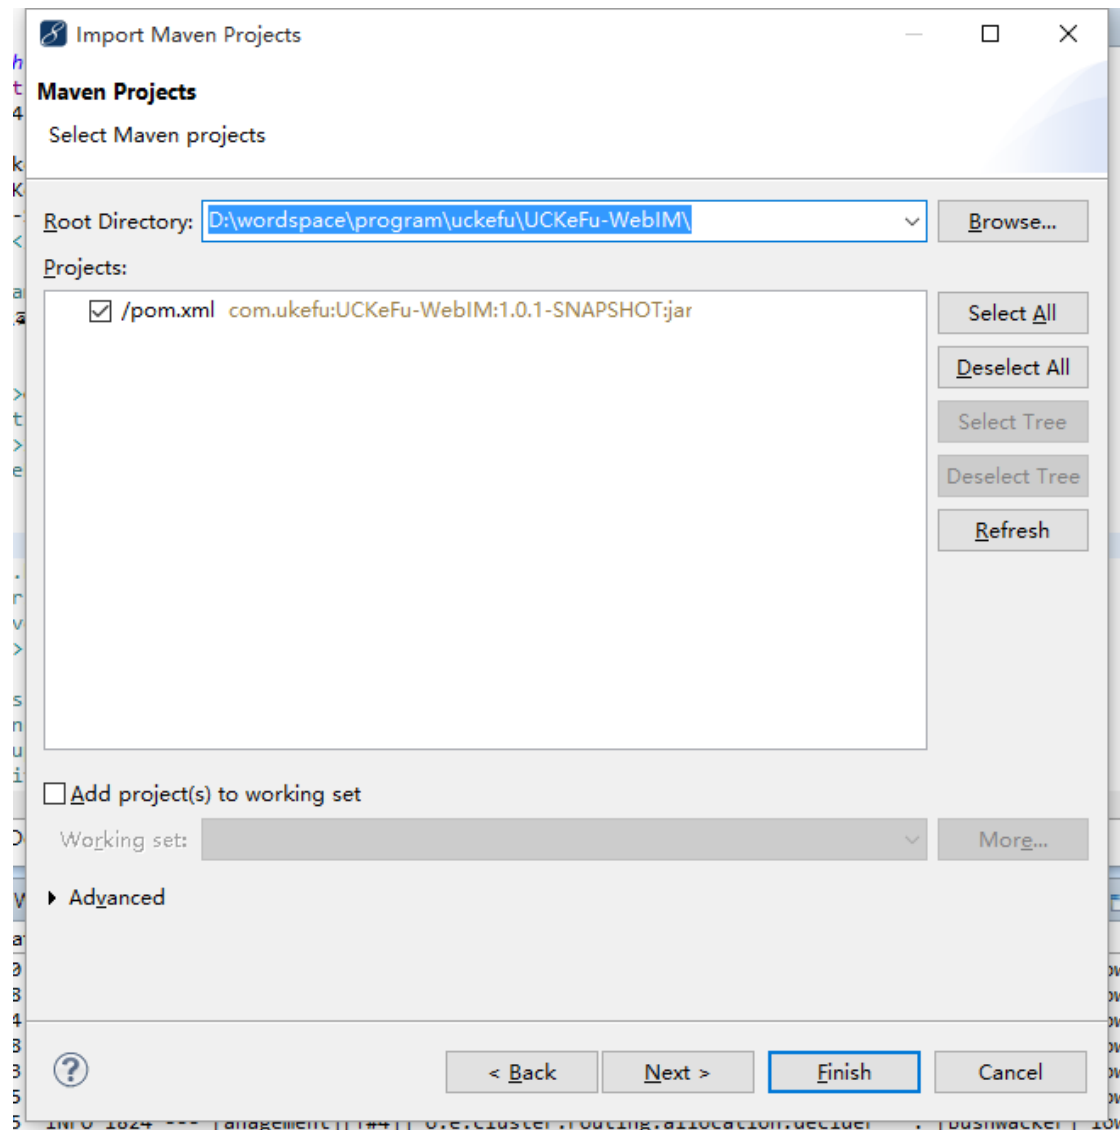 Import Maven Projects
Maven Projects
Select Maven projects
Root Directory: D:\wordspace\program\uckefu\UCKeFu-WebIM\ Browse...
Projects:
/pom.xml com.ukefu:UCKeFu-WebIM:1.0.1-SNAPSHOT:jar
Select All
Deselect All
Select Tree
Deselect Tree
Refresh
Add project(s) to working set
Working set: More...
Advanced
< Back Next > Finish Cancel